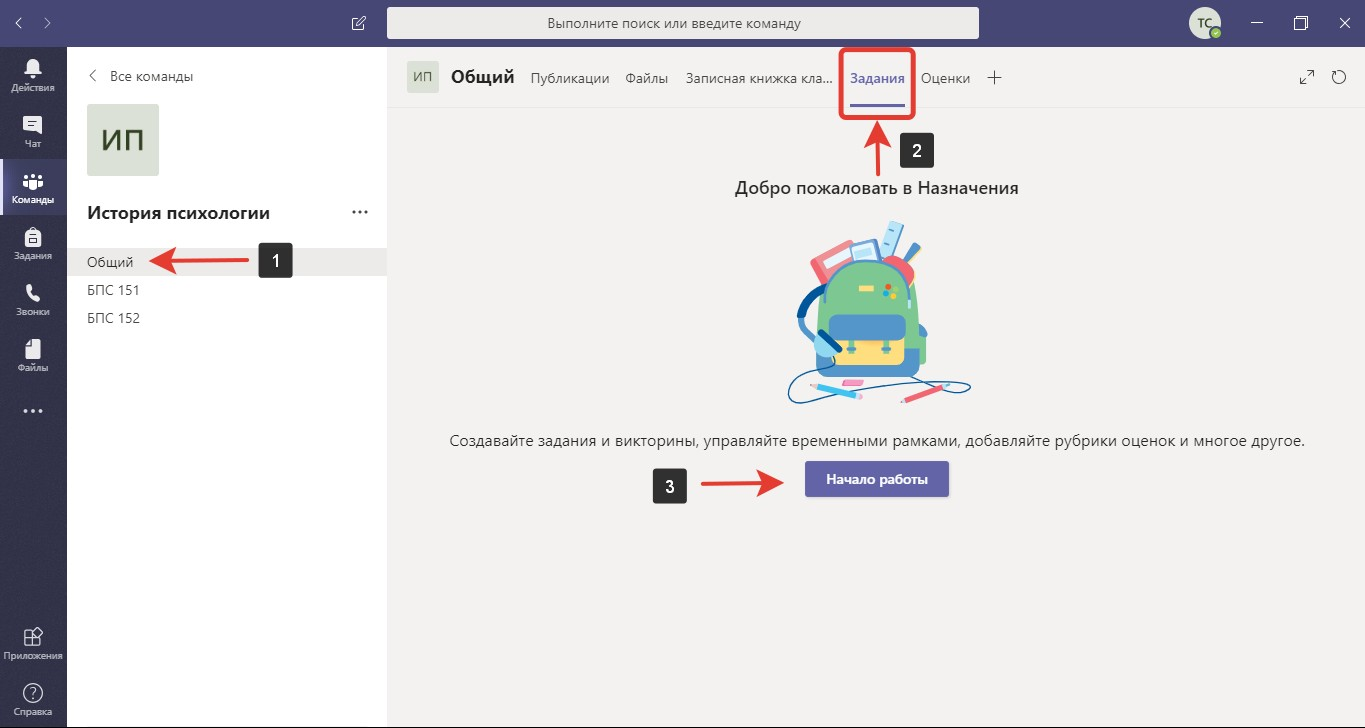 Выполните поиск или введите команду
ТС
Действия
Чат
Команды
Задания
Звонки
Файлы
Приложения
Справка
Все команды
ИП
История психологии
Общий
1
БПС 151
БПС 152
ИП
Общий Публикации Файлы Записная книжка кла... Задания Оценки
2
Добро пожаловать в Назначения
Создавайте задания и викторины, управляйте временными рамками, добавляйте рубрики оценок и многое другое.
3
Начало работы